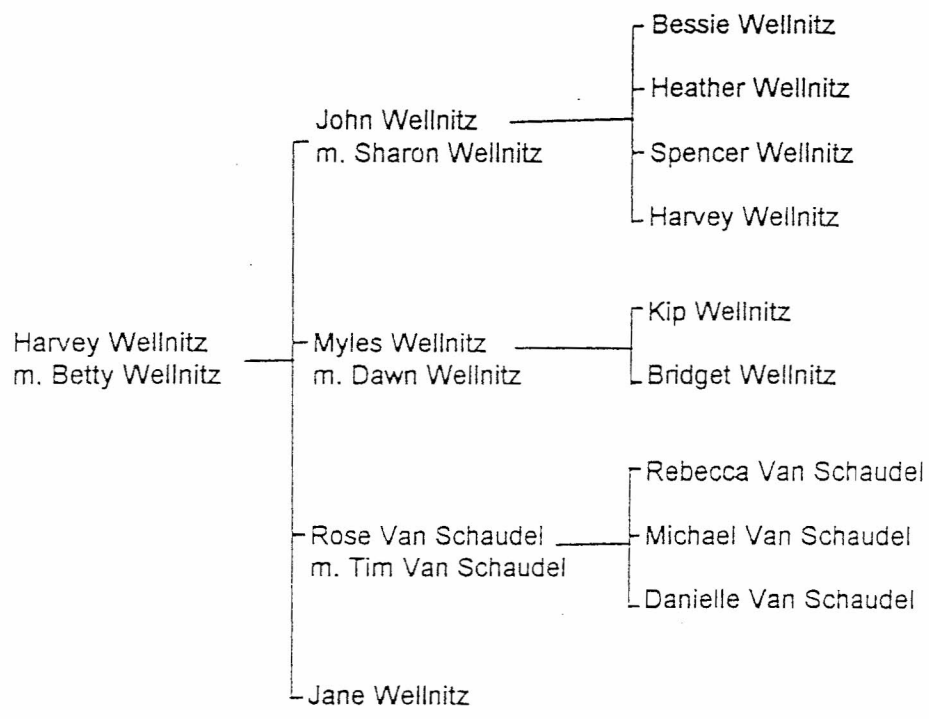 Harvey Wellnitz
m. Betty Wellnitz
John Wellnitz
m. Sharon Wellnitz
Bessie Wellnitz
Heather Wellnitz
Spencer Wellnitz
Harvey Wellnitz
Myles Wellnitz
m. Dawn Wellnitz
Kip Wellnitz
Bridget Wellnitz
Rose Van Schaudel
m. Tim Van Schaudel
Rebecca Van Schaudel
Michael Van Schaudel
Danielle Van Schaudel
Jane Wellnitz